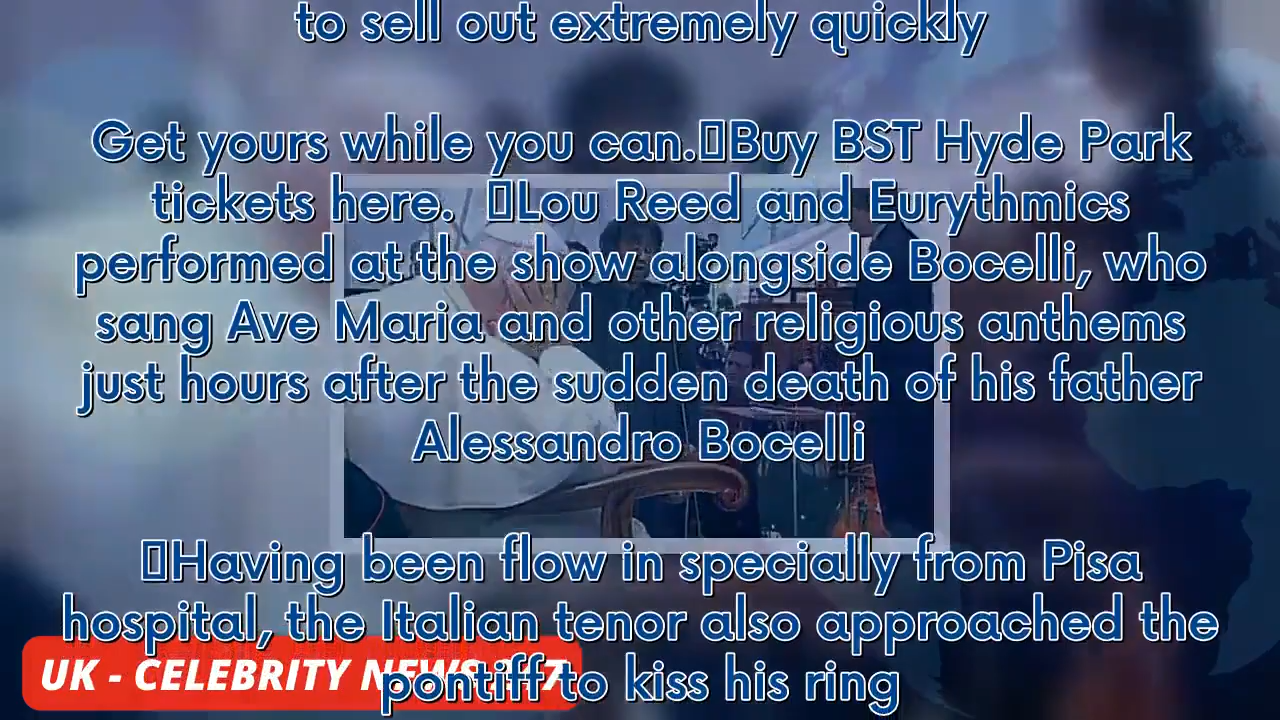 to sell out extremely quickly
Get yours while you can.▯Buy BST Hyde Park
tickets here. ▯Lou Reed and Eurythmics
performed at the show alongside Bocelli, who
sang Ave Maria and other religious anthems
just hours after the sudden death of his father
Alessandro Bocelli
▯Having been flow in specially from Pisa
hospital, the Italian tenor also approached the
pontiff to kiss his ring
UK - CELEBRITY NEWS